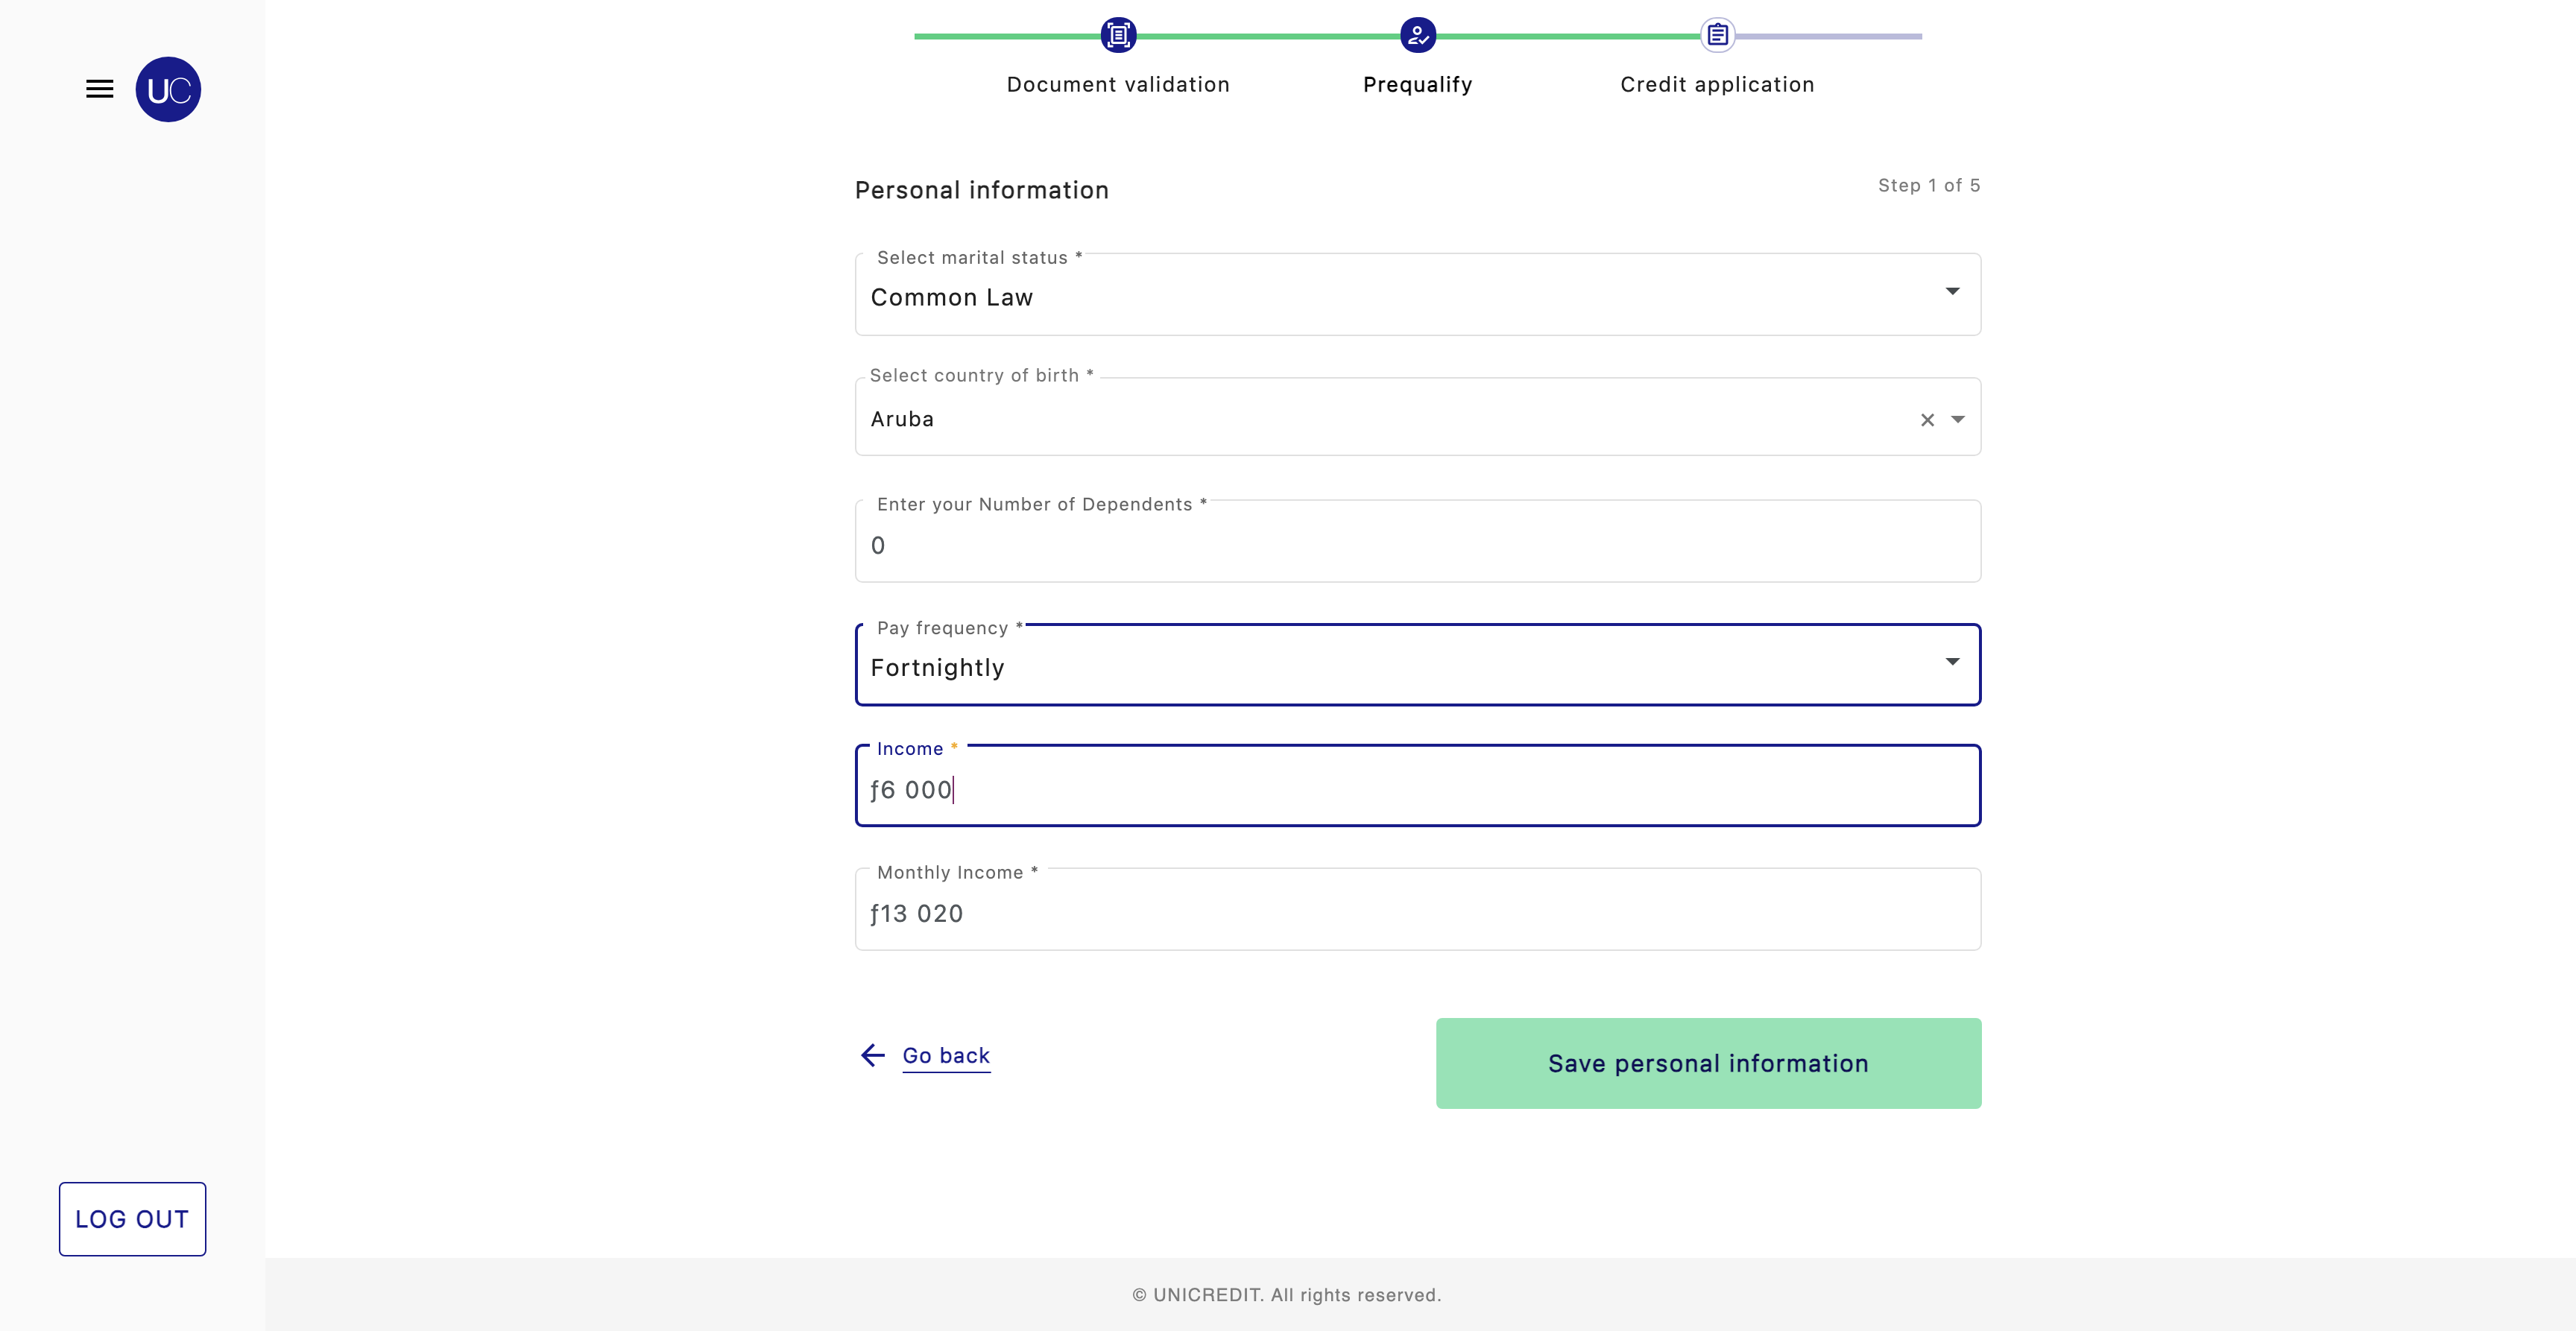 Document validation
Prequalify
Credit application
UC
Personal information
Step 1 of 5
Select marital status *
Common Law
Select country of birth *
Aruba
Enter your Number of Dependents *
0
Pay frequency *
Fortnightly
Income *
ƒ6 000
Monthly Income *
ƒ13 020
Go back
Save personal information
LOG OUT
© UNICREDIT. All rights reserved.